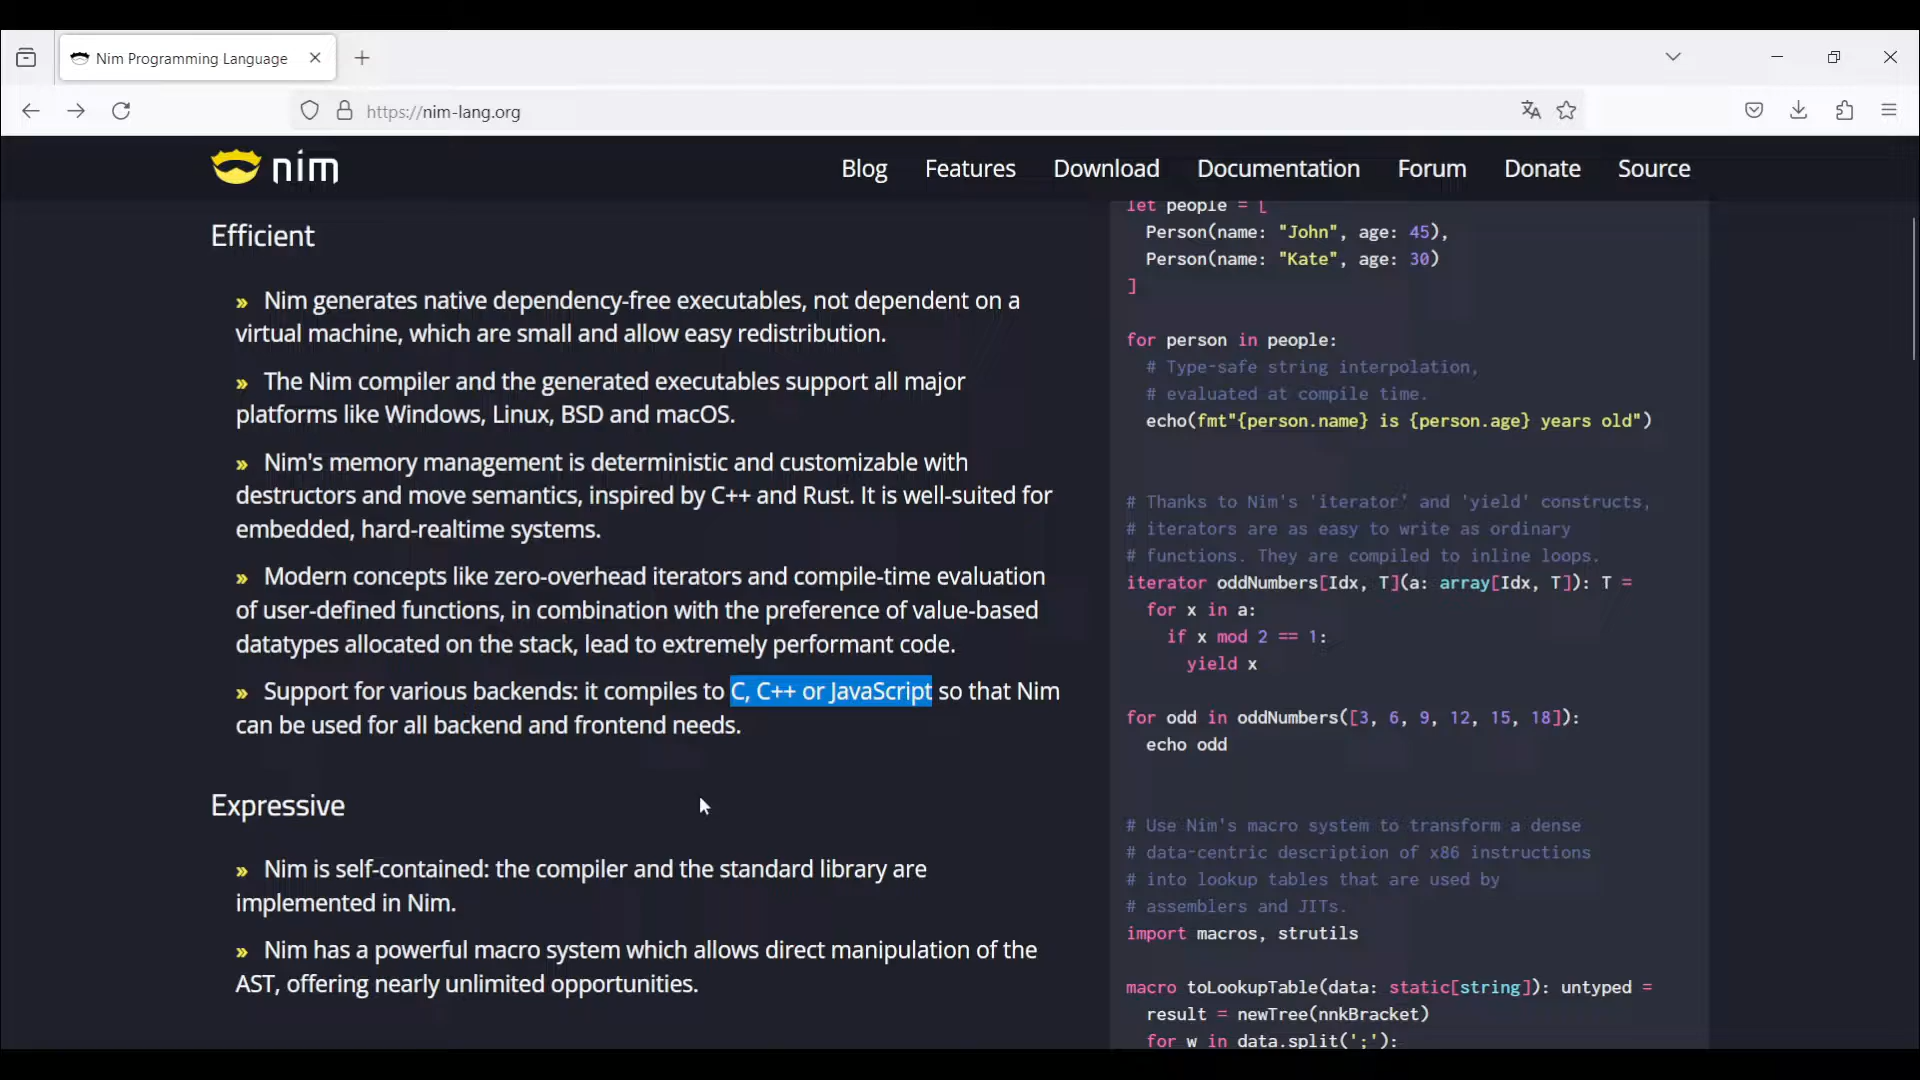 Nim Programming Language
https://nim-lang.org
nim
Blog Features Download Documentation Forum Donate Source
Efficient
» Nim generates native dependency-free executables, not dependent on a
virtual machine, which are small and allow easy redistribution.
» The Nim compiler and the generated executables support all major
platforms like Windows, Linux, BSD and macOS.
» Nim's memory management is deterministic and customizable with
destructors and move semantics, inspired by C++ and Rust. It is well-suited for
embedded, hard-realtime systems.
» Modern concepts like zero-overhead iterators and compile-time evaluation
of user-defined functions, in combination with the preference of value-based
datatypes allocated on the stack, lead to extremely performant code.
» Support for various backends: it compiles to C, C++ or JavaScript so that Nim
can be used for all backend and frontend needs.
Expressive
» Nim is self-contained: the compiler and the standard library are
implemented in Nim.
» Nim has a powerful macro system which allows direct manipulation of the
AST, offering nearly unlimited opportunities.
let people = [
Person(name: "John", age: 45),
Person(name: "Kate", age: 30)
]
for person in people:
# Type-safe string interpolation,
# evaluated at compile time.
echo(fmt"{person.name} is {person.age} years old")
# Thanks to Nim's 'iterator' and 'yield' constructs,
# iterators are as easy to write as ordinary
# functions. They are compiled to inline loops.
iterator oddNumbers[Idx, T](a: array[Idx, T]): T =
for x in a:
if x mod 2 == 1:
yield x
for odd in oddNumbers([3, 6, 9, 12, 15, 18]):
echo odd
# Use Nim's macro system to transform a dense
# data-centric description of x86 instructions
# into lookup tables that are used by
# assemblers and JITs.
import macros, strutils
macro toLookupTable(data: static[string]): untyped =
result = newTree(nnkBracket)
for w in data.split(';'):